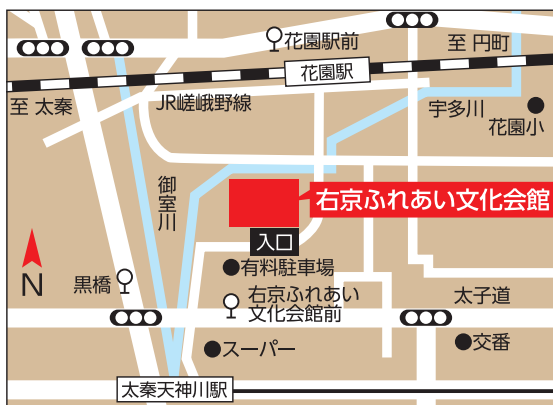 花園駅前
至 円町
花園駅
至 太秦
JR嵯峨野線
宇多川
花園小
御室川
右京ふれあい文化会館
入口
有料駐車場
N
黒橋
右京ふれあい
文化会館前
太子道
スーパー
交番
太秦天神川駅